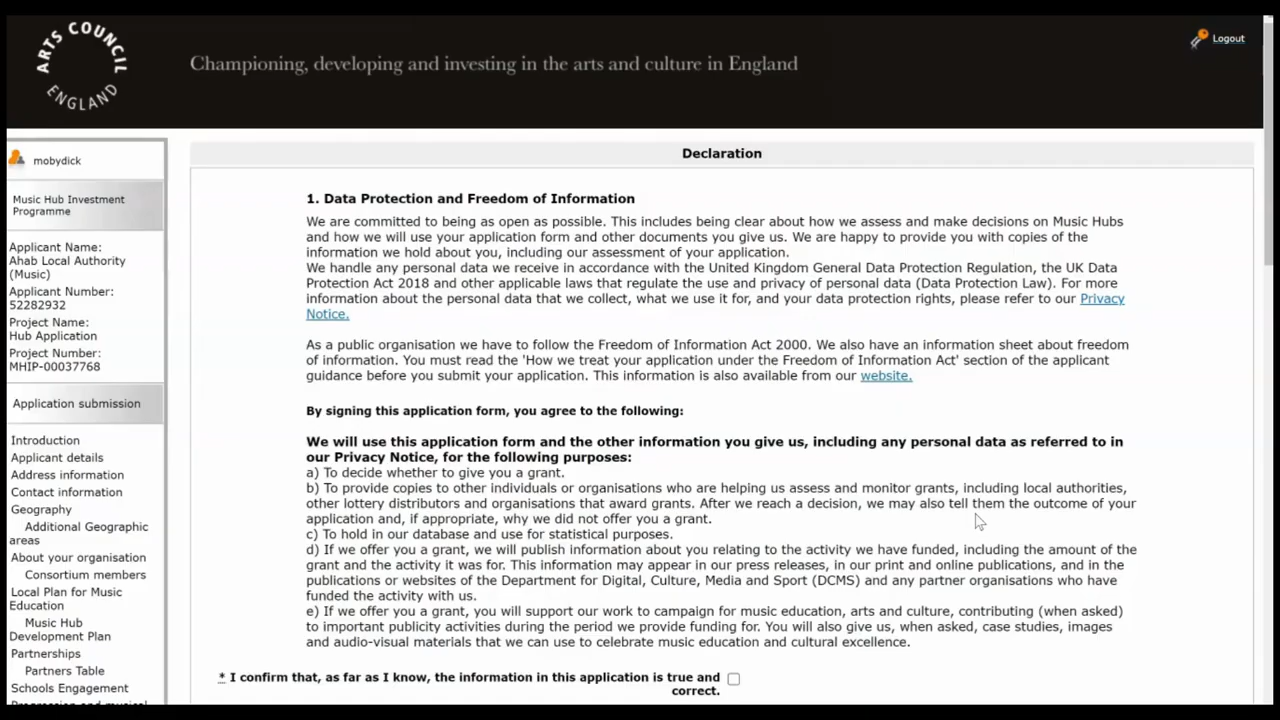 ARTS COUNCIL
ENGLAND
Championing, developing and investing in the arts and culture in England
Logout
mobydick
Music Hub Investment
Programme
Applicant Name:
Ahab Local Authority
(Music)
Applicant Number:
52282932
Project Name:
Hub Application
Project Number:
MHIP-00037768
Application submission
Introduction
Applicant details
Address information
Contact information
Geography
Additional Geographic
areas
About your organisation
Consortium members
Local Plan for Music
Education
Music Hub
Development Plan
Partnerships
Partners Table
Schools Engagement
Progression and musical
Declaration
1. Data Protection and Freedom of Information
We are committed to being as open as possible. This includes being clear about how we assess and make decisions on Music Hubs
and how we will use your application form and other documents you give us. We are happy to provide you with copies of the
information we hold about you, including our assessment of your application.
We handle any personal data we receive in accordance with the United Kingdom General Data Protection Regulation, the UK Data
Protection Act 2018 and other applicable laws that regulate the use and privacy of personal data (Data Protection Law). For more
information about the personal data that we collect, what we use it for, and your data protection rights, please refer to our Privacy
Notice.
As a public organisation we have to follow the Freedom of Information Act 2000. We also have an information sheet about freedom
of information. You must read the 'How we treat your application under the Freedom of Information Act' section of the applicant
guidance before you submit your application. This information is also available from our website.
By signing this application form, you agree to the following:
We will use this application form and the other information you give us, including any personal data as referred to in
our Privacy Notice, for the following purposes:
a) To decide whether to give you a grant.
b) To provide copies to other individuals or organisations who are helping us assess and monitor grants, including local authorities,
other lottery distributors and organisations that award grants. After we reach a decision, we may also tell them the outcome of your
application and, if appropriate, why we did not offer you a grant.
c) To hold in our database and use for statistical purposes.
d) If we offer you a grant, we will publish information about you relating to the activity we have funded, including the amount of the
grant and the activity it was for. This information may appear in our press releases, in our print and online publications, and in the
publications or websites of the Department for Digital, Culture, Media and Sport (DCMS) and any partner organisations who have
funded the activity with us.
e) If we offer you a grant, you will support our work to campaign for music education, arts and culture, contributing (when asked)
to important publicity activities during the period we provide funding for. You will also give us, when asked, case studies, images
and audio-visual materials that we can use to celebrate music education and cultural excellence.
* I confirm that, as far as I know, the information in this application is true and
correct.